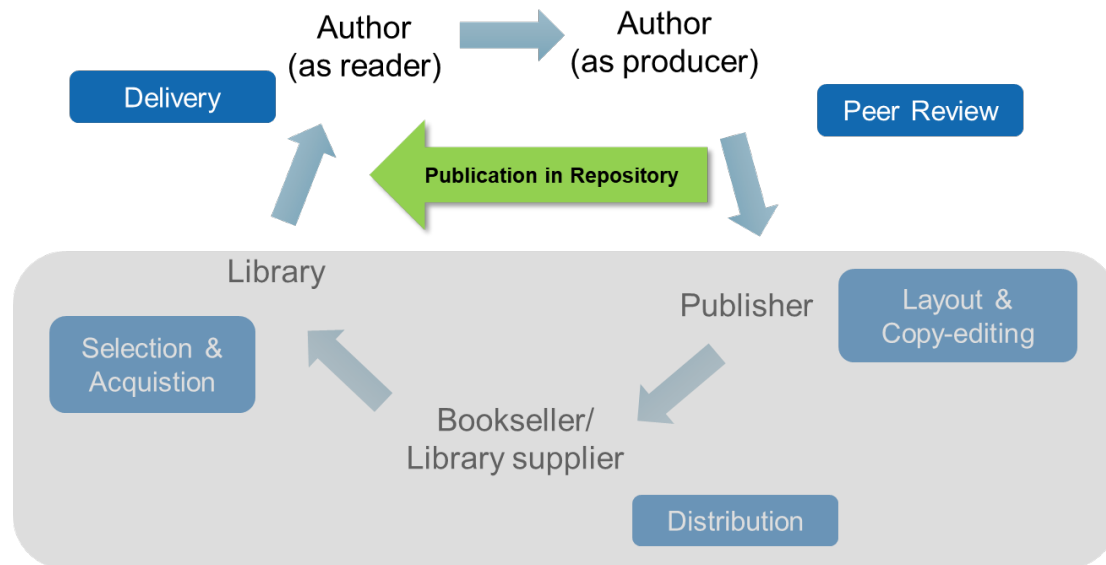 Author
(as reader)
Author
(as producer)
Delivery
Peer Review
Publication in Repository
Library
Publisher
Layout &
Copy-editing
Selection &
Acquistion
Bookseller/
Library supplier
Distribution